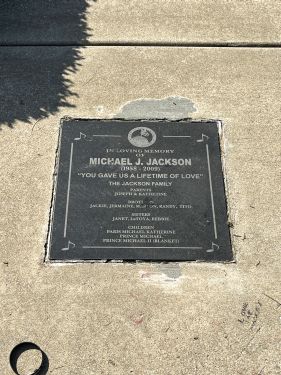 IN LOVING MEMORY
OF
MICHAEL J. JACKSON
(1958 - 2009)
"YOU GAVE US A LIFETIME OF LOVE"
THE JACKSON FAMILY
PARENTS
JOSEPH & KATHERINE
JACKIE, JERMAINE, RANDY, TITO,
SISTERS
JANET, LaTOYA, REBBIE
CHILDREN
PARIS MICHAEL KATHERINE
PRINCE MICHAEL
PRINCE MICHAEL II (BLANKET)